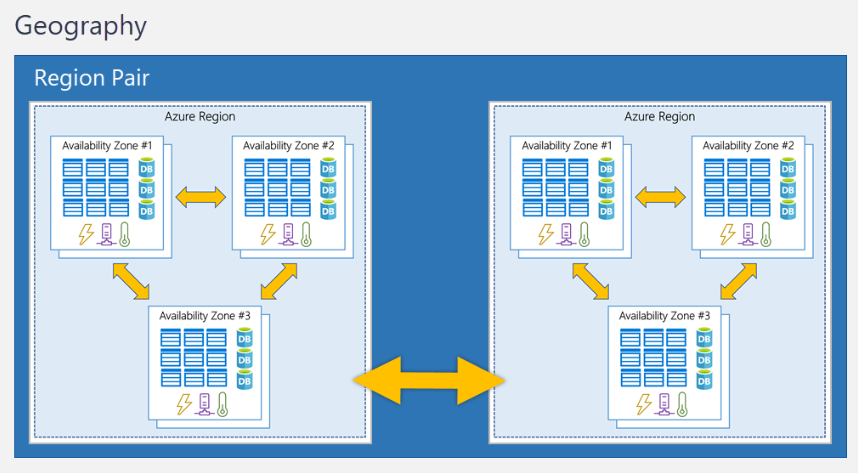 Geography
Region Pair
Azure Region
Availability Zone #1
DB
DB
DB
Availability Zone #2
DB
DB
DB
Availability Zone #3
DB
DB
DB
Azure Region
Availability Zone #1
DB
DB
DB
Availability Zone #2
DB
DB
DB
Availability Zone #3
DB
DB
DB